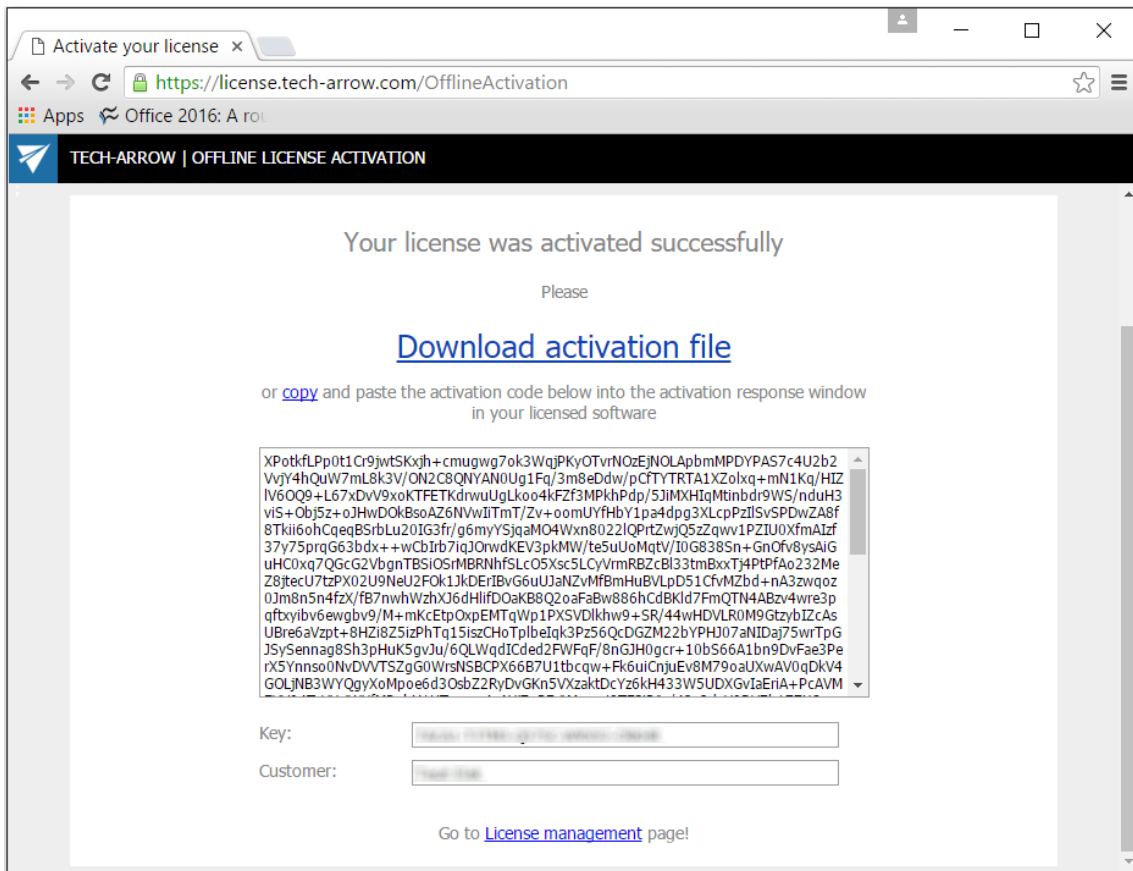 Activate your license
https://license.tech-arrow.com/OfflineActivation
Apps Office 2016: A rou
TECH-ARROW | OFFLINE LICENSE ACTIVATION
Your license was activated successfully
Please
Download activation file
or copy and paste the activation code below into the activation response window
in your licensed software
XPotkfLPp0t1Cr9jwtSKxjh+cmugwg7ok3WqjPKyOTvrNOzEjNOLApbmMPDYPAS7c4U2b2
VvjY4hQuW7mL8k3V/ON2C8QNYAN0Ug1Fq/3m8eDdw/pCfTYTRTA1XZolxq+mN1Kq/HIZ
lV6OQ9+L67xDvV9xoKTFETKdrwuUgLkoo4kFZf3MPkhPdp/5JiMXHIqMtinbdr9WS/nduH3
viS+Obj5z+oJHwDOkBsoAZ6NVwIiTmT/Zv+oomUYfHbY1pa4dpg3XLcpPzIlSvSPDwZA8f
8Tkii6ohCqeqBSrbLu20IG3fr/g6myYSjqaMO4Wxn8022lQPrtZwjQ5zZqwv1PZIU0XfmAIzf
37y75prqG63bdx++wCbIrb7iqJOrwdKEV3pkMW/te5uUoMqtV/I0G838Sn+GnOfv8ysAiG
uHC0xq7QGcG2VbgnTBSiOSrMBRNhfSLcO5Xsc5LCyVrmRBZcBl33tmBxxTj4PtPfAo232Me
Z8jtecU7tzPX02U9NeU2FOk1JkDErIBvG6uUJaNZvMfBmHuBVLpD51CfvMZbd+nA3zwqoz
0Jm8n5n4fzX/fB7nwhWzhXJ6dHlifDOaKB8Q2oaFaBw886hCdBKld7FmQTN4ABzv4wre3p
qftxyibv6ewgbv9/M+mKcEtpOxpEMTqWp1PXSVDlkhw9+SR/44wHDVLR0M9GtzybIZcAs
UBre6aVzpt+8HZi8Z5izPhTq15iszCHoTplbeIqk3Pz56QcDGZM22bYPHJ07aNIDaj75wrTpG
JSySennag8Sh3pHuK5gvJu/6QLWqdICded2FWFqF/8nGJH0gcr+10bS66A1bn9DvFae3Pe
rX5Ynnso0NvDVVTSZgG0WrsNSBCPX66B7U1tbcqw+Fk6uiCnjuEv8M79oaUXwAV0qDkV4
GOLjNB3WYQgyXoMpoe6d3OsbZ2RyDvGKn5VXzaktDcYz6kH433W5UDXGvIaEriA+PcAVM
Key:
Customer:
Go to License management page!